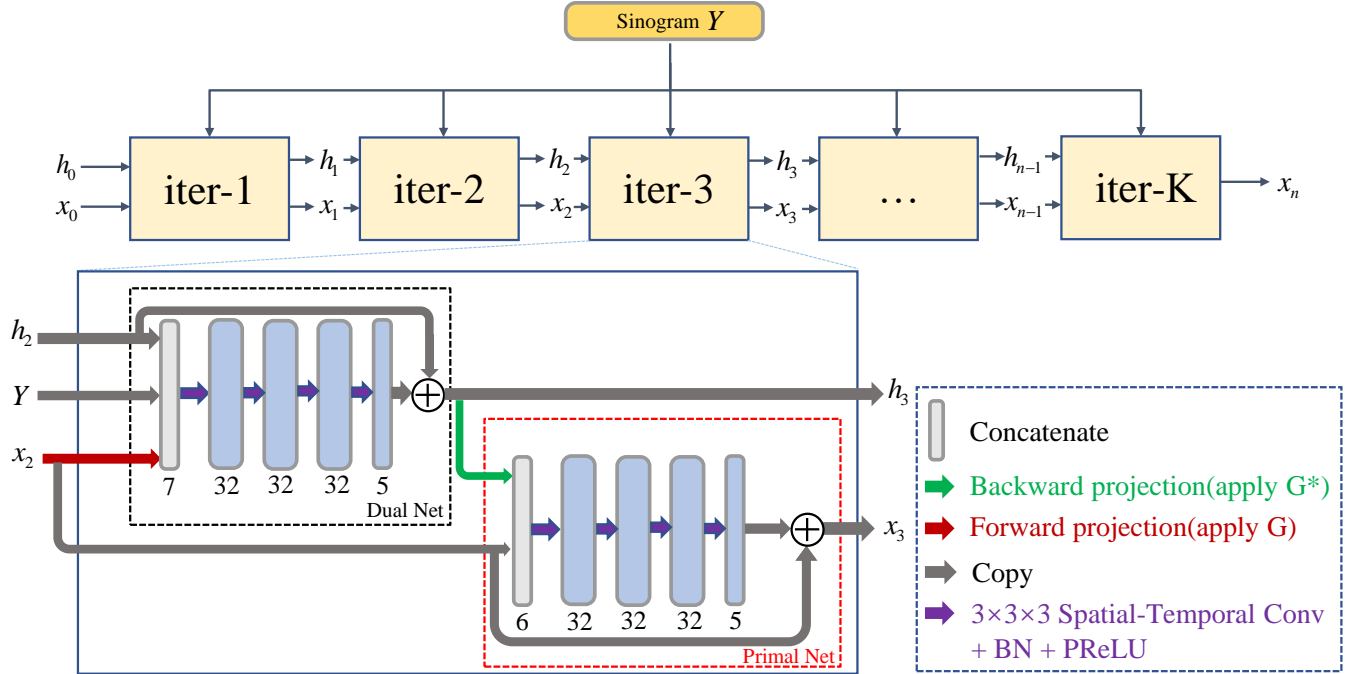 Sinogram Y
h₀
x₀
iter-1
h₁
x₁
iter-2
h₂
x₂
iter-3
h₃
x₃
...
hₙ₋₁
xₙ₋₁
iter-K
xₙ
h₂
Y
x₂
7 32 32 32 5
Dual Net
h₃
6 32 32 32 5
Primal Net
x₃
Concatenate
Backward projection(apply G*)
Forward projection(apply G)
Copy
3×3×3 Spatial-Temporal Conv
+ BN + PReLU